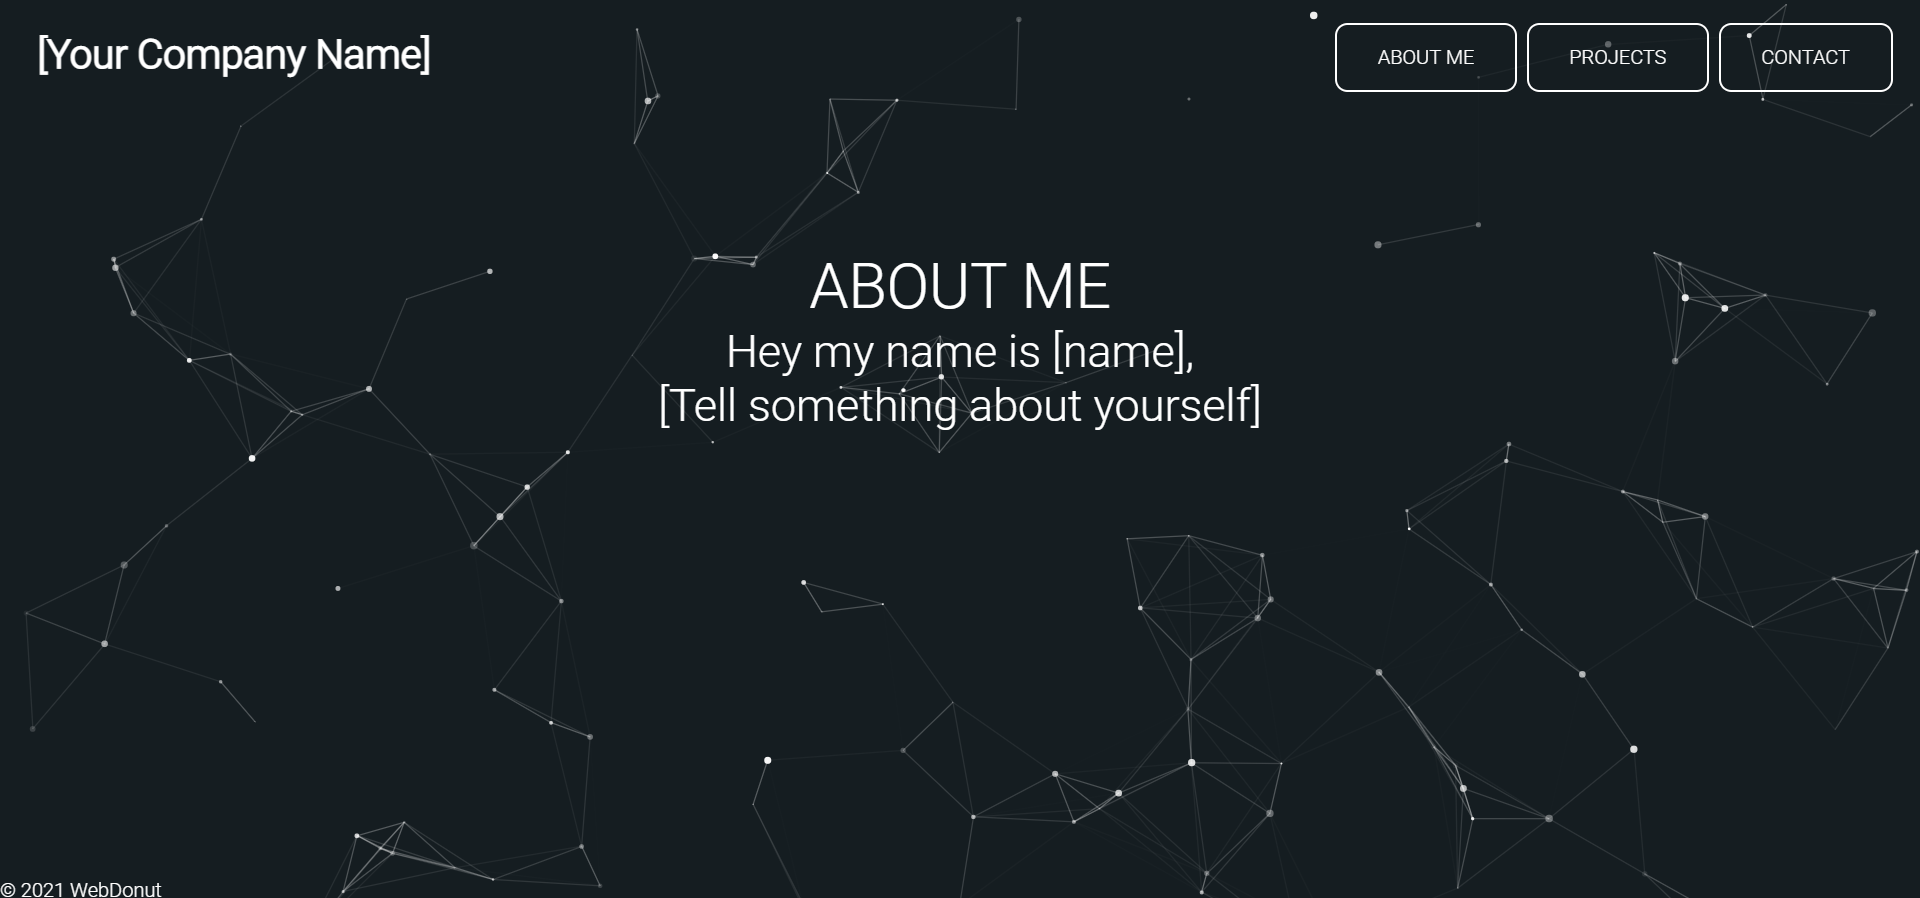 [Your Company Name]
ABOUT ME
PROJECTS
CONTACT
ABOUT ME
Hey my name is [name],
[Tell something about yourself]
© 2021 WebDonut